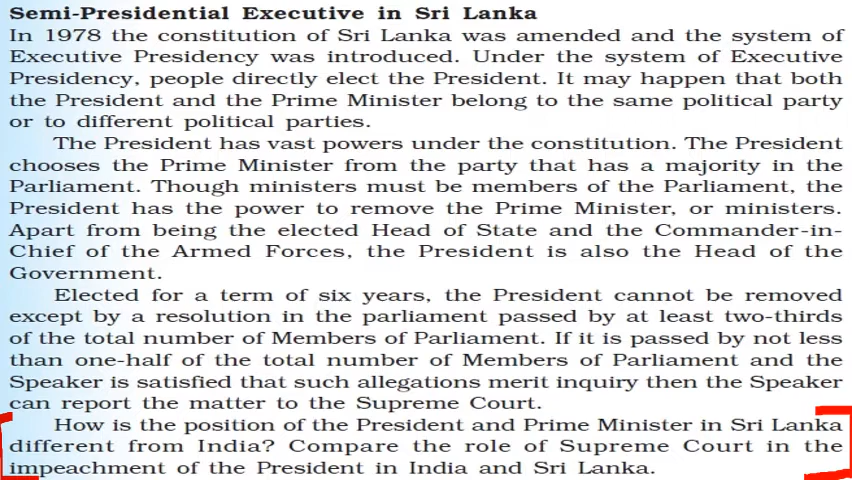 Semi-Presidential Executive in Sri Lanka
In 1978 the constitution of Sri Lanka was amended and the system of
Executive Presidency was introduced. Under the system of Executive
Presidency, people directly elect the President. It may happen that both
the President and the Prime Minister belong to the same political party
or to different political parties.
The President has vast powers under the constitution. The President
chooses the Prime Minister from the party that has a majority in the
Parliament. Though ministers must be members of the Parliament, the
President has the power to remove the Prime Minister, or ministers.
Apart from being the elected Head of State and the Commander-in-
Chief of the Armed Forces, the President is also the Head of the
Government.
Elected for a term of six years, the President cannot be removed
except by a resolution in the parliament passed by at least two-thirds
of the total number of Members of Parliament. If it is passed by not less
than one-half of the total number of Members of Parliament and the
Speaker is satisfied that such allegations merit inquiry then the Speaker
can report the matter to the Supreme Court.
How is the position of the President and Prime Minister in Sri Lanka
different from India? Compare the role of Supreme Court in the
impeachment of the President in India and Sri Lanka.